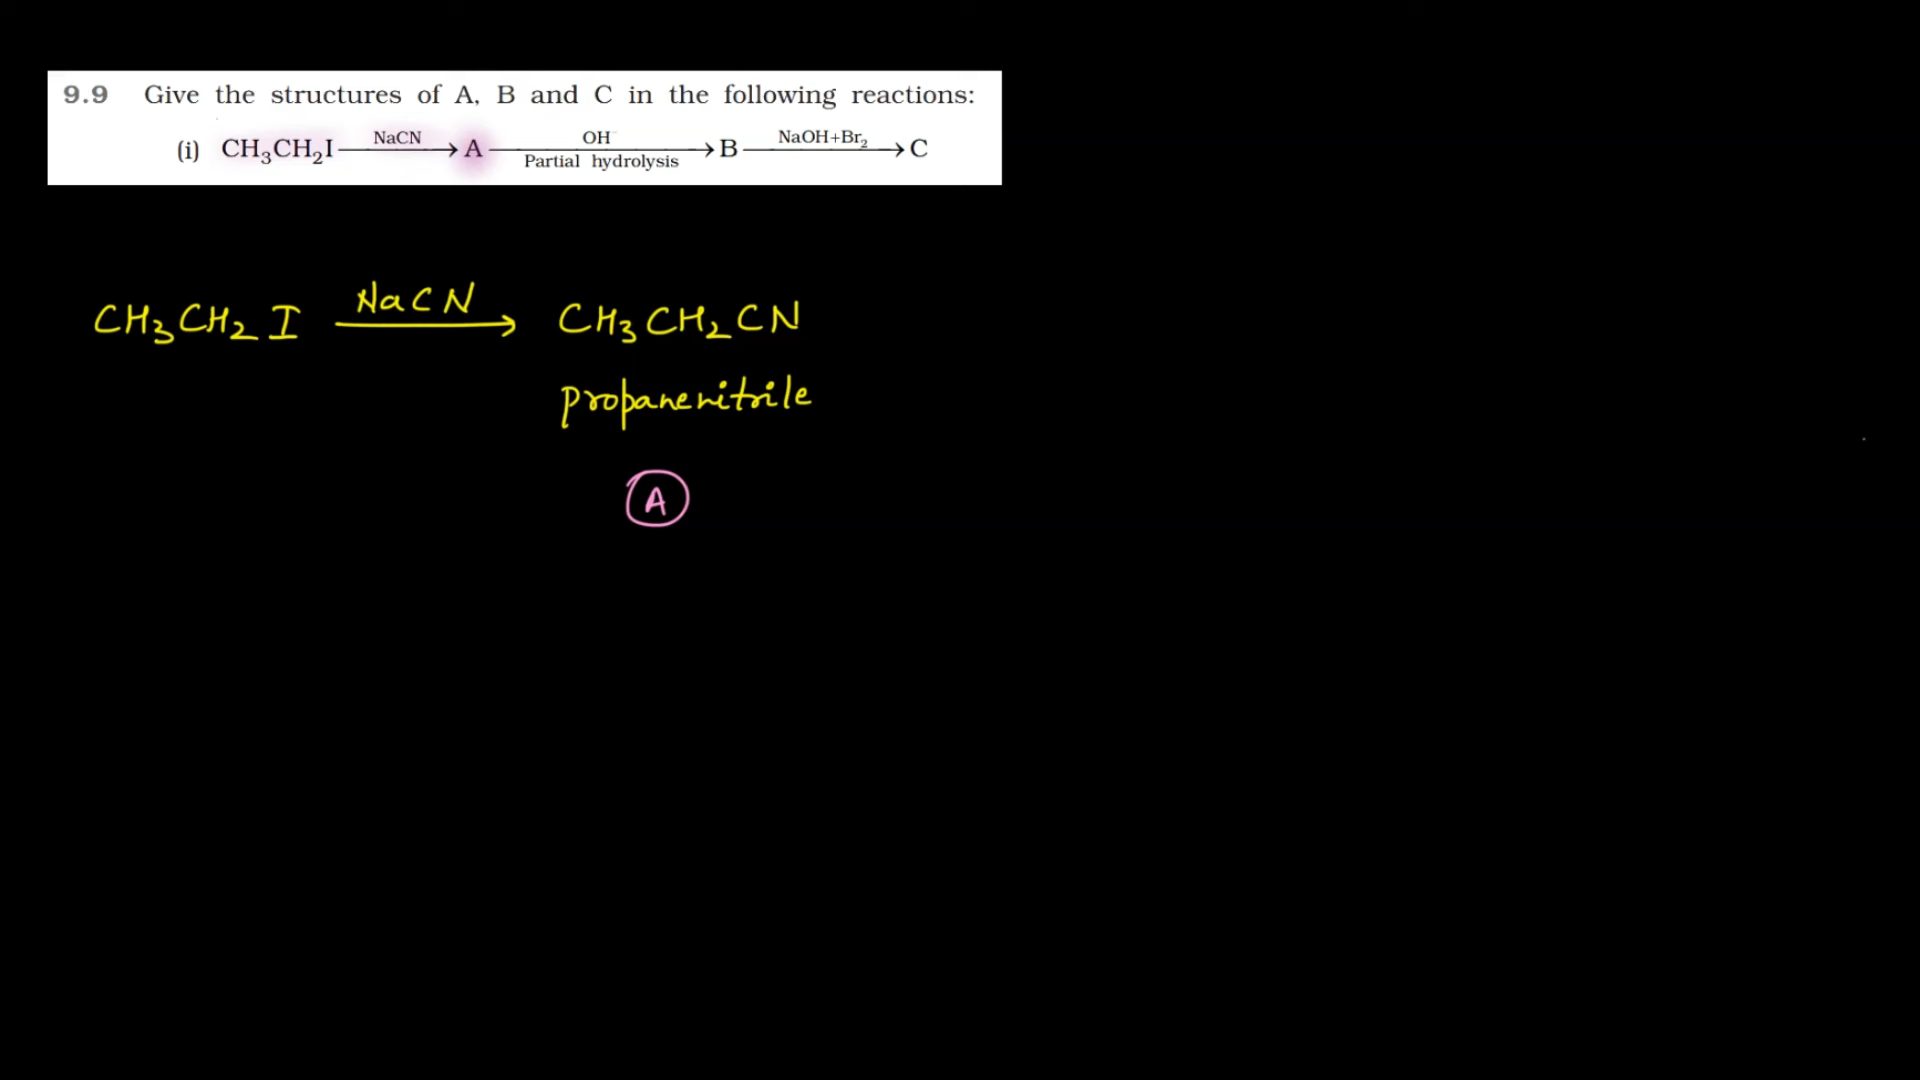 9.9 Give the structures of A, B and C in the following reactions:
(i) CH₃CH₂I —NaCN→ A —OH⁻ Partial hydrolysis→ B —NaOH+Br₂→ C
CH₃CH₂I —NaCN→ CH₃CH₂CN
propanenitrile
A